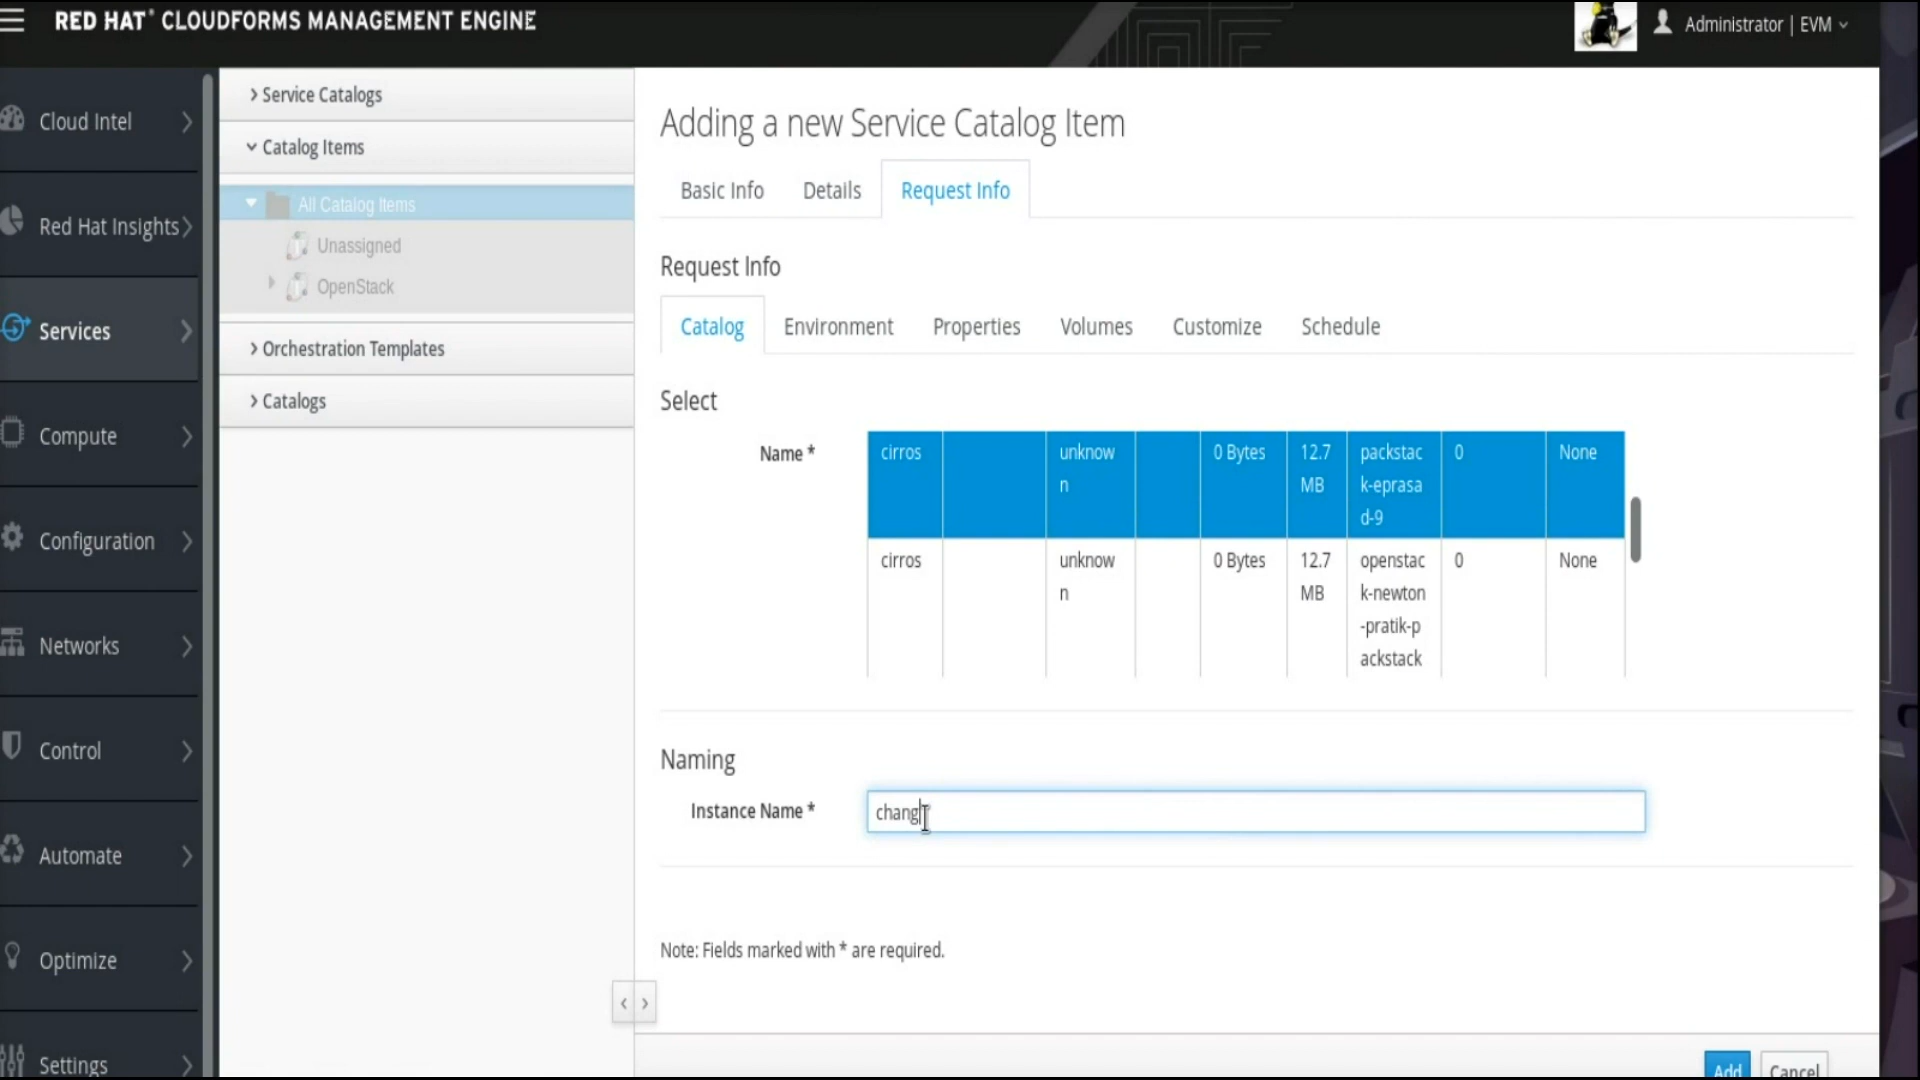 RED HAT® CLOUDFORMS MANAGEMENT ENGINE
Administrator | EVM
Cloud Intel
Red Hat Insights
Services
Compute
Configuration
Networks
Control
Automate
Optimize
Settings
Service Catalogs
Catalog Items
All Catalog Items
Unassigned
OpenStack
Orchestration Templates
Catalogs
Adding a new Service Catalog Item
Basic Info Details Request Info
Request Info
Catalog Environment Properties Volumes Customize Schedule
Select
Name *
cirros unknow 0 Bytes 12.7 packstac 0 None
n MB k-eprasa
d-9
cirros unknow 0 Bytes 12.7 openstac 0 None
n MB k-newton
-pratik-p
ackstack
Naming
Instance Name * chang
Note: Fields marked with * are required.
Add Cancel